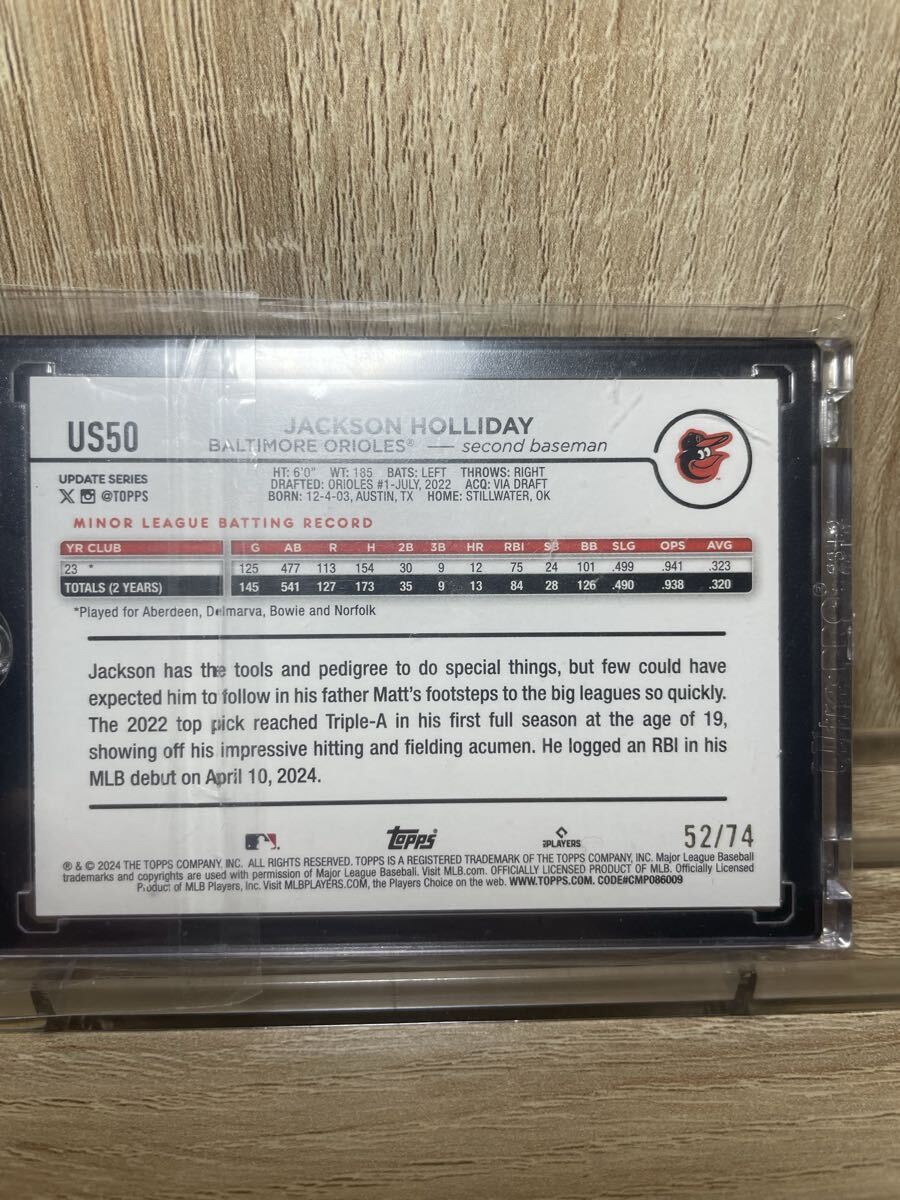 US50
JACKSON HOLLIDAY
BALTIMORE ORIOLES® — second baseman
UPDATE SERIES
@TOPPS
HT: 6'0" WT: 185 BATS: LEFT THROWS: RIGHT
DRAFTED: ORIOLES #1-JULY, 2022 ACQ: VIA DRAFT
BORN: 12-4-03, AUSTIN, TX HOME: STILLWATER, OK
MINOR LEAGUE BATTING RECORD
YR CLUB G AB R H 2B 3B HR RBI SB BB SLG OPS AVG
23 * 125 477 113 154 30 9 12 75 24 101 .499 .941 .323
TOTALS (2 YEARS) 145 541 127 173 35 9 13 84 28 126 .490 .938 .320
*Played for Aberdeen, Delmarva, Bowie and Norfolk
Jackson has the tools and pedigree to do special things, but few could have
expected him to follow in his father Matt's footsteps to the big leagues so quickly.
The 2022 top pick reached Triple-A in his first full season at the age of 19,
showing off his impressive hitting and fielding acumen. He logged an RBI in his
MLB debut on April 10, 2024.
topps
PLAYERS
52/74
® & © 2024 THE TOPPS COMPANY, INC. ALL RIGHTS RESERVED. TOPPS IS A REGISTERED TRADEMARK OF THE TOPPS COMPANY, INC. Major League Baseball
trademarks and copyrights are used with permission of Major League Baseball. Visit MLB.com. OFFICIALLY LICENSED PRODUCT OF MLB. Officially Licensed
Product of MLB Players, Inc. Visit MLBPLAYERS.COM, the Players Choice on the web. WWW.TOPPS.COM. CODE#CMP086009